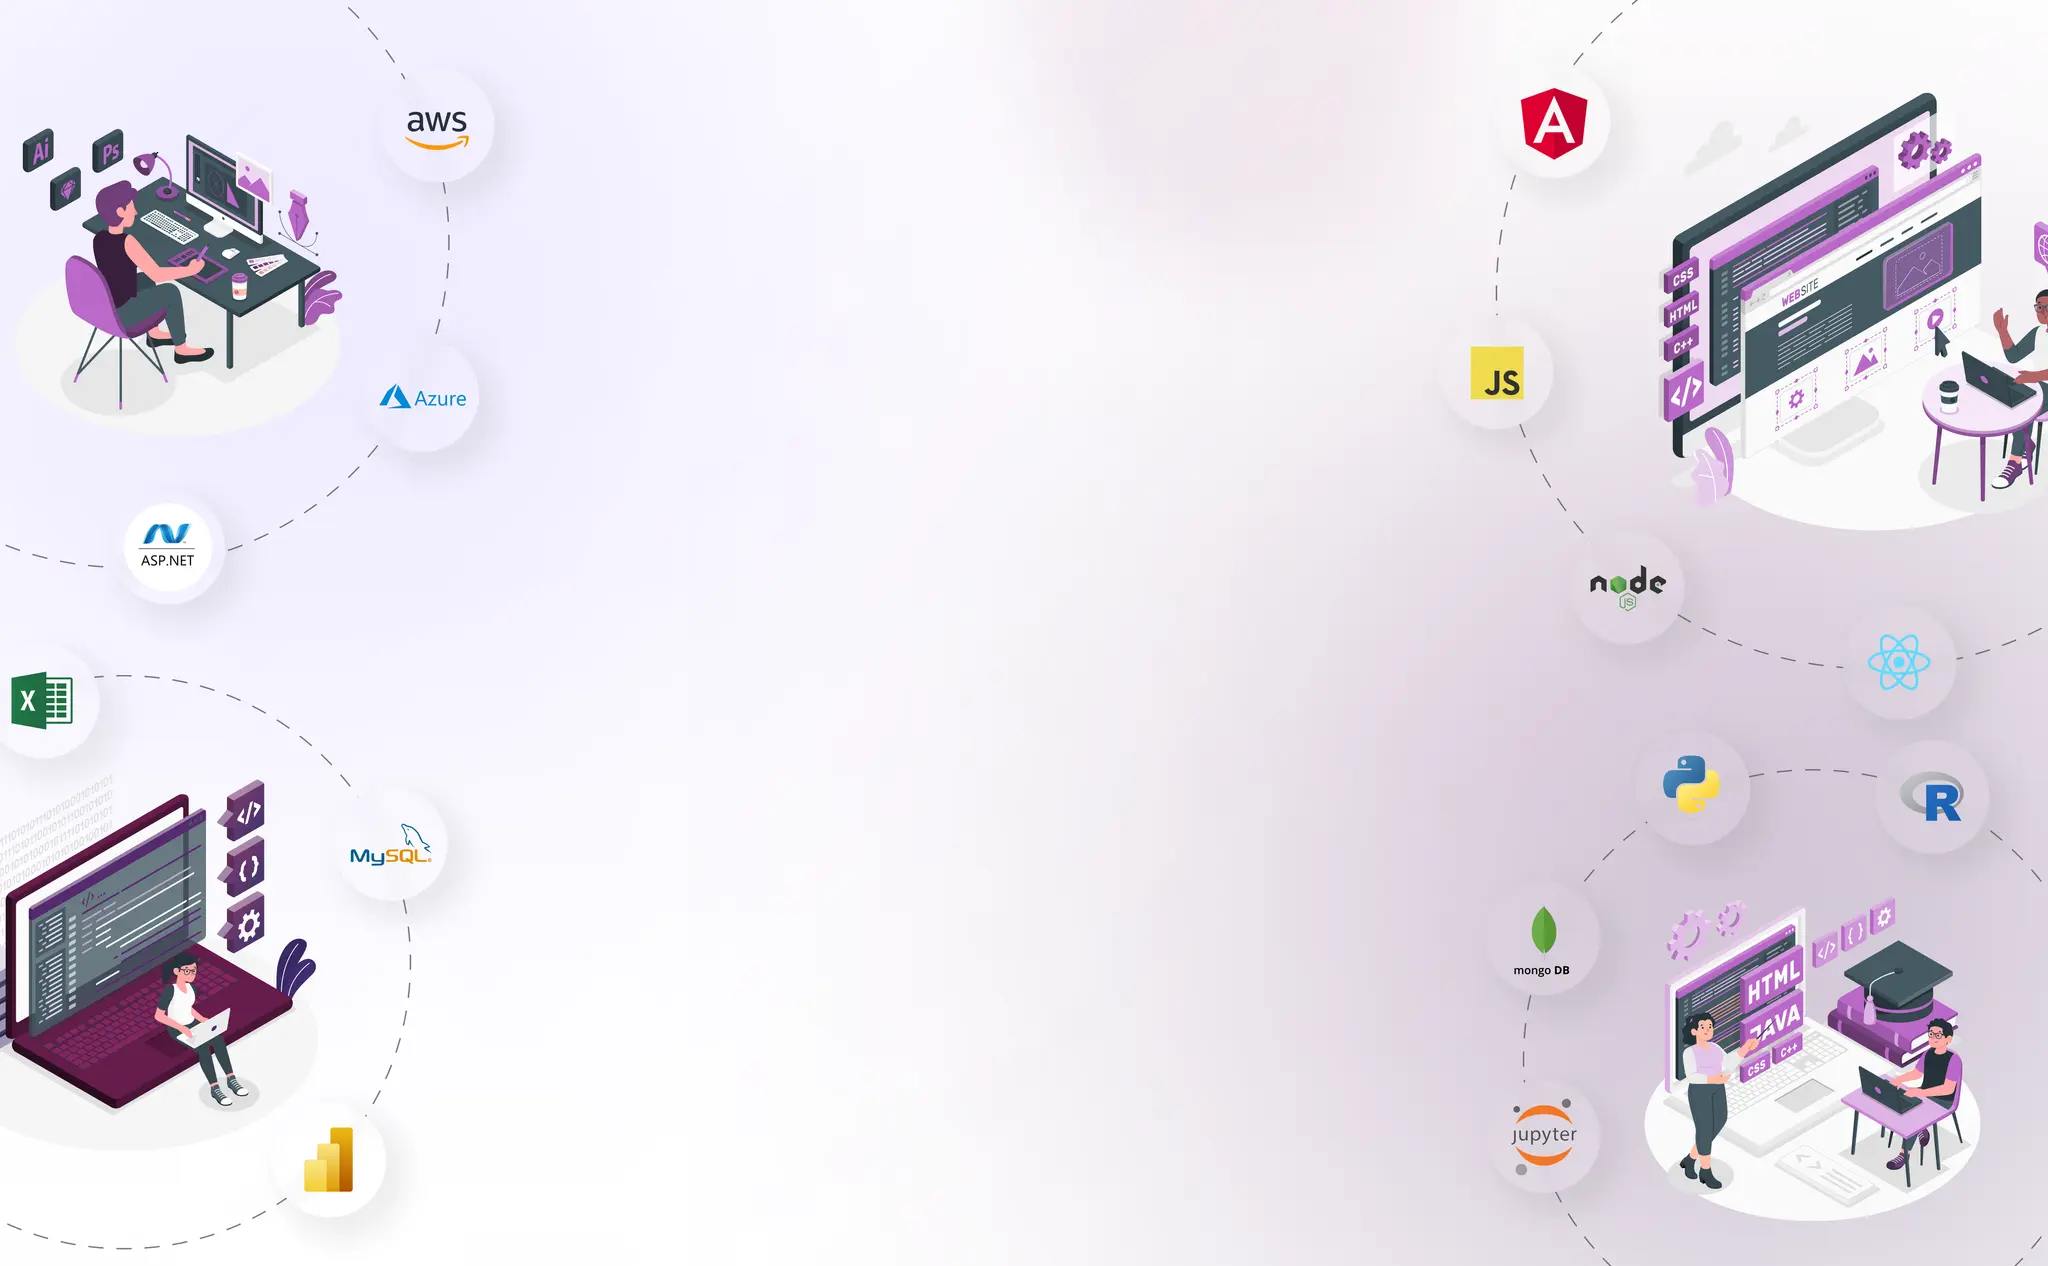 aws
Ai
Ps
Azure
ASP.NET
X
MySQL®
</>
{ }
</>...
A
CSS
HTML
C++
</>
WEBSITE
JS
node
JS
R
mongo DB
jupyter
HTML
JAVA
CSS
C++
</>
{ }